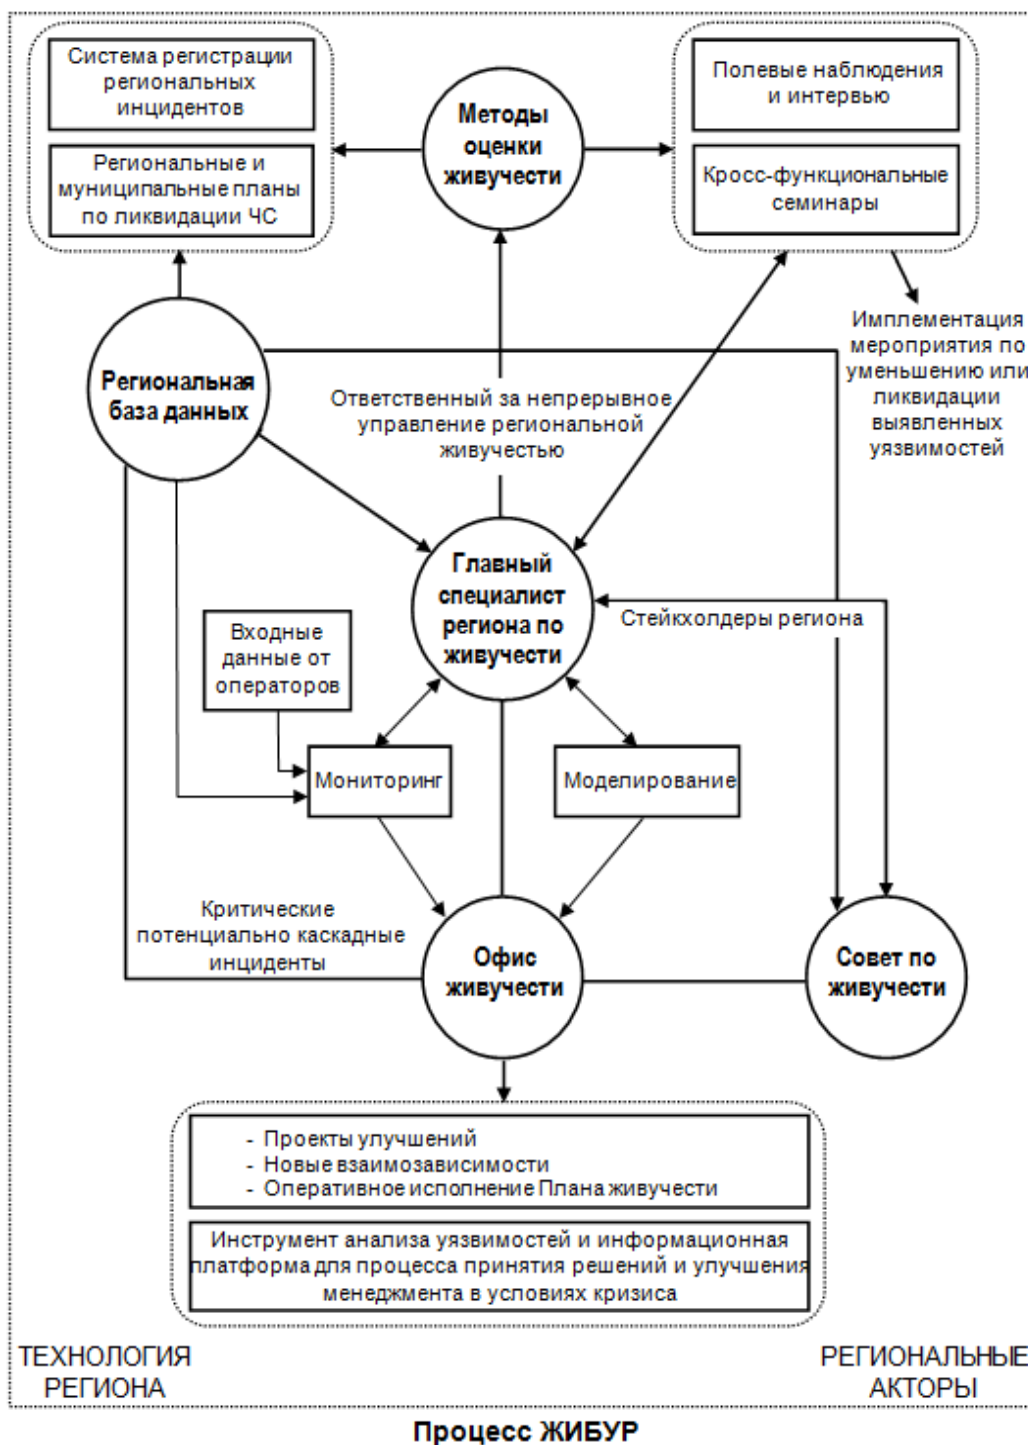 Система регистрации
региональных
инцидентов
Региональные и
муниципальные планы
по ликвидации ЧС
Методы
оценки
живучести
Полевые наблюдения
и интервью
Кросс-функциональные
семинары
Имплементация
мероприятия по
уменьшению или
ликвидации
выявленных
уязвимостей
Региональная
база данных
Ответственный за непрерывное
управление региональной
живучестью
Главный
специалист
региона по
живучести
Стейкхолдеры региона
Входные
данные от
операторов
Мониторинг
Моделирование
Критические
потенциально каскадные
инциденты
Офис
живучести
Совет по
живучести
- Проекты улучшений
- Новые взаимозависимости
- Оперативное исполнение Плана живучести
Инструмент анализа уязвимостей и информационная
платформа для процесса принятия решений и улучшения
менеджмента в условиях кризиса
ТЕХНОЛОГИЯ
РЕГИОНА
РЕГИОНАЛЬНЫЕ
АКТОРЫ
Процесс ЖИБУР